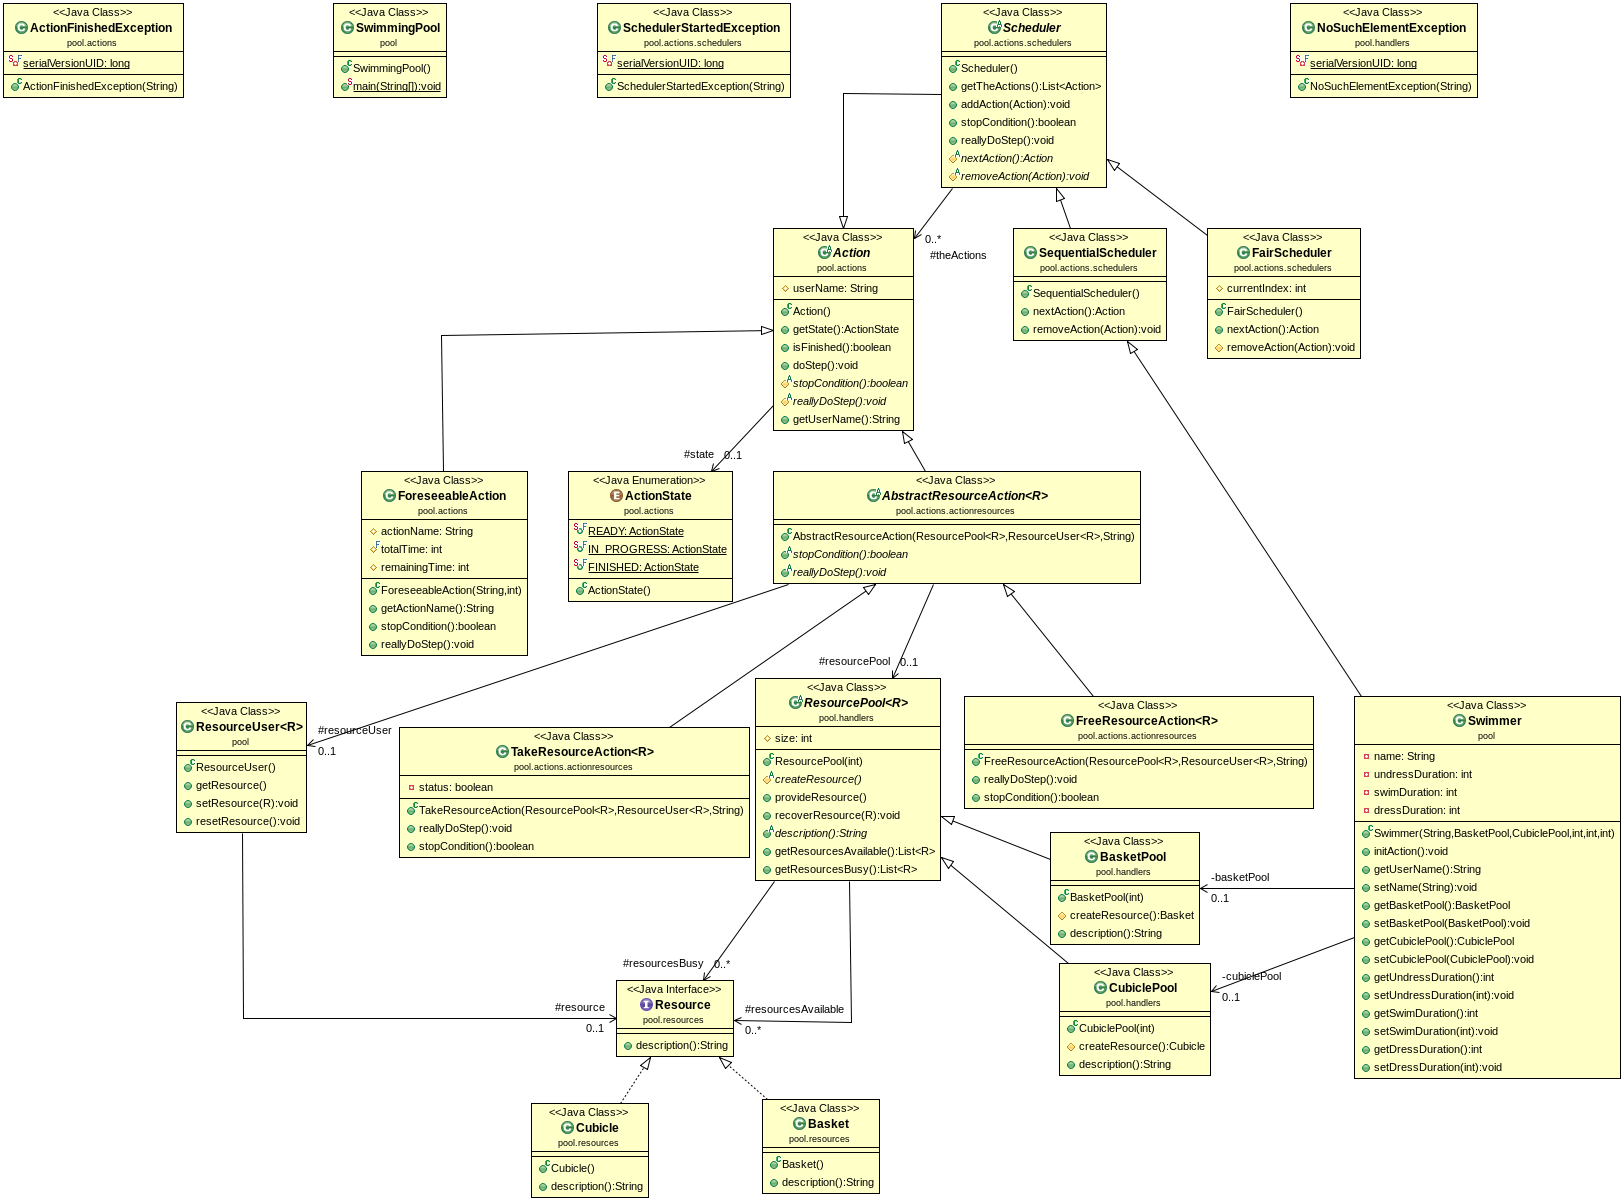 <<Java Class>>
ActionFinishedException
pool.actions
serialVersionUID: long
ActionFinishedException(String)
<<Java Class>>
SwimmingPool
pool
SwimmingPool()
main(String[]):void
<<Java Class>>
SchedulerStartedException
pool.actions.schedulers
serialVersionUID: long
SchedulerStartedException(String)
<<Java Class>>
Scheduler
pool.actions.schedulers
Scheduler()
getTheActions():List<Action>
addAction(Action):void
stopCondition():boolean
reallyDoStep():void
nextAction():Action
removeAction(Action):void
<<Java Class>>
NoSuchElementException
pool.handlers
serialVersionUID: long
NoSuchElementException(String)
0..*
#theActions
<<Java Class>>
Action
pool.actions
userName: String
Action()
getState():ActionState
isFinished():boolean
doStep():void
stopCondition():boolean
reallyDoStep():void
getUserName():String
<<Java Class>>
SequentialScheduler
pool.actions.schedulers
SequentialScheduler()
nextAction():Action
removeAction(Action):void
<<Java Class>>
FairScheduler
pool.actions.schedulers
currentIndex: int
FairScheduler()
nextAction():Action
removeAction(Action):void
#state
0..1
<<Java Class>>
ForeseeableAction
pool.actions
actionName: String
totalTime: int
remainingTime: int
ForeseeableAction(String,int)
getActionName():String
stopCondition():boolean
reallyDoStep():void
<<Java Enumeration>>
ActionState
pool.actions
READY: ActionState
IN_PROGRESS: ActionState
FINISHED: ActionState
ActionState()
<<Java Class>>
AbstractResourceAction<R>
pool.actions.actionresources
AbstractResourceAction(ResourcePool<R>,ResourceUser<R>,String)
stopCondition():boolean
reallyDoStep():void
#resourcePool
0..1
#resourceUser
0..1
<<Java Class>>
ResourceUser<R>
pool
ResourceUser()
getResource()
setResource(R):void
resetResource():void
<<Java Class>>
TakeResourceAction<R>
pool.actions.actionresources
status: boolean
TakeResourceAction(ResourcePool<R>,ResourceUser<R>,String)
reallyDoStep():void
stopCondition():boolean
<<Java Class>>
ResourcePool<R>
pool.handlers
size: int
ResourcePool(int)
createResource()
provideResource()
recoverResource(R):void
description():String
getResourcesAvailable():List<R>
getResourcesBusy():List<R>
<<Java Class>>
FreeResourceAction<R>
pool.actions.actionresources
FreeResourceAction(ResourcePool<R>,ResourceUser<R>,String)
reallyDoStep():void
stopCondition():boolean
<<Java Class>>
Swimmer
pool
name: String
undressDuration: int
swimDuration: int
dressDuration: int
Swimmer(String,BasketPool,CubiclePool,int,int,int)
initAction():void
getUserName():String
setName(String):void
getBasketPool():BasketPool
setBasketPool(BasketPool):void
getCubiclePool():CubiclePool
setCubiclePool(CubiclePool):void
getUndressDuration():int
setUndressDuration(int):void
getSwimDuration():int
setSwimDuration(int):void
getDressDuration():int
setDressDuration(int):void
<<Java Class>>
BasketPool
pool.handlers
BasketPool(int)
createResource():Basket
description():String
-basketPool
0..1
<<Java Class>>
CubiclePool
pool.handlers
CubiclePool(int)
createResource():Cubicle
description():String
-cubiclePool
0..1
#resourcesBusy
0..*
#resource
0..1
#resourcesAvailable
0..*
<<Java Interface>>
Resource
pool.resources
description():String
<<Java Class>>
Cubicle
pool.resources
Cubicle()
description():String
<<Java Class>>
Basket
pool.resources
Basket()
description():String